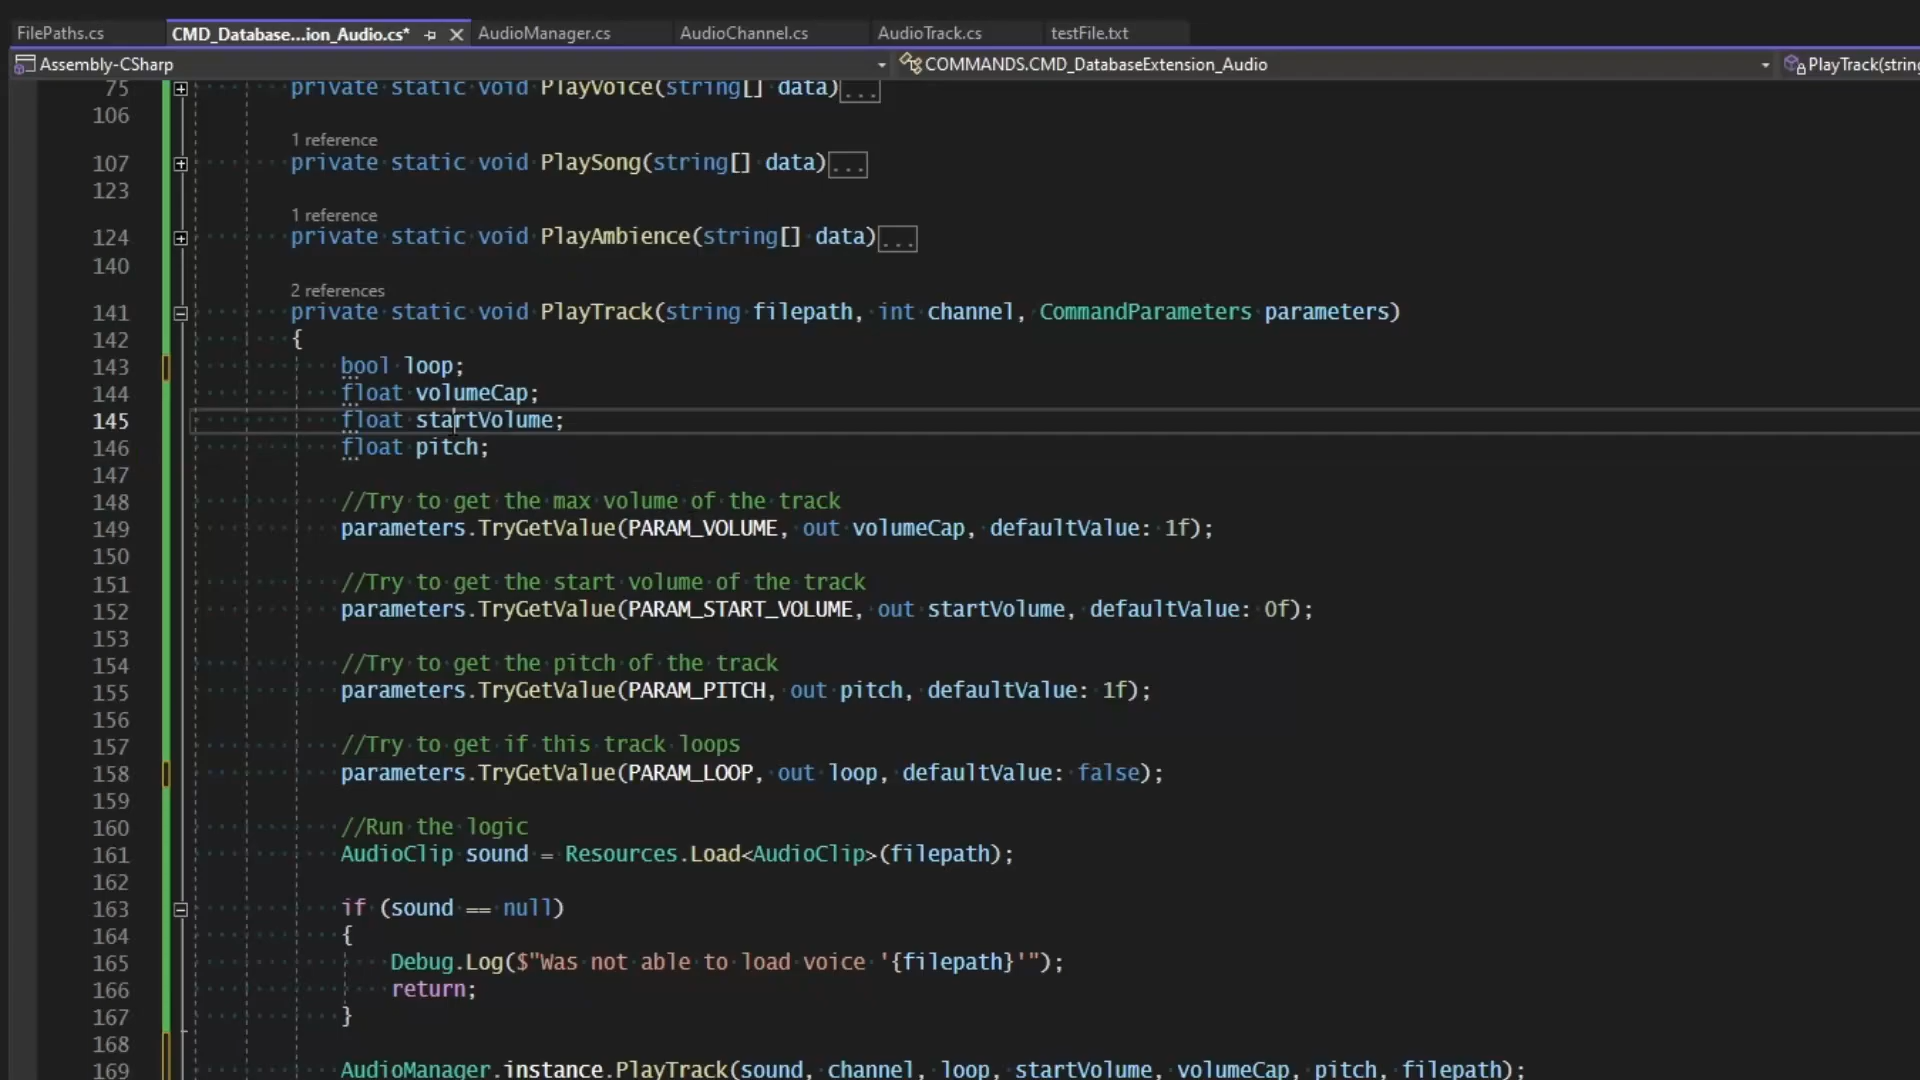 FilePaths.cs CMD_Database...ion_Audio.cs* AudioManager.cs AudioChannel.cs AudioTrack.cs testFile.txt
Assembly-CSharp COMMANDS.CMD_DatabaseExtension_Audio PlayTrack(string
75 private static void PlayVoice(string[] data)...
106
1 reference
107 private static void PlaySong(string[] data)...
123
1 reference
124 private static void PlayAmbience(string[] data)...
140
2 references
141 private static void PlayTrack(string filepath, int channel, CommandParameters parameters)
142 {
143 bool loop;
144 float volumeCap;
145 float startVolume;
146 float pitch;
147
148 //Try to get the max volume of the track
149 parameters.TryGetValue(PARAM_VOLUME, out volumeCap, defaultValue: 1f);
150
151 //Try to get the start volume of the track
152 parameters.TryGetValue(PARAM_START_VOLUME, out startVolume, defaultValue: 0f);
153
154 //Try to get the pitch of the track
155 parameters.TryGetValue(PARAM_PITCH, out pitch, defaultValue: 1f);
156
157 //Try to get if this track loops
158 parameters.TryGetValue(PARAM_LOOP, out loop, defaultValue: false);
159
160 //Run the logic
161 AudioClip sound = Resources.Load<AudioClip>(filepath);
162
163 if (sound == null)
164 {
165 Debug.Log($"Was not able to load voice '{filepath}'");
166 return;
167 }
168
169 AudioManager.instance.PlayTrack(sound, channel, loop, startVolume, volumeCap, pitch, filepath);